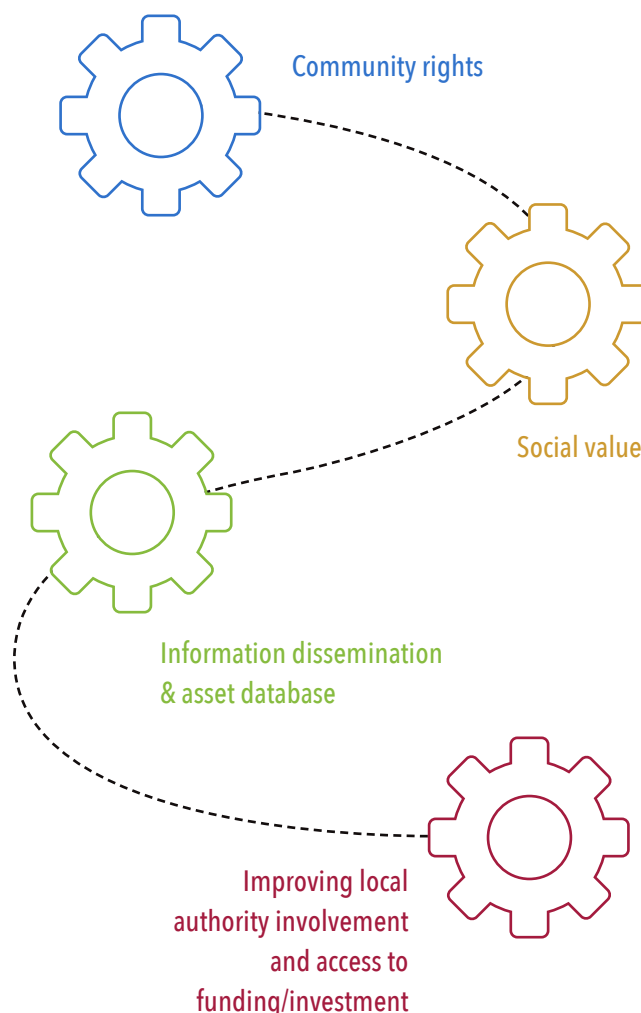 Community rights
Social value
Information dissemination
& asset database
Improving local
authority involvement
and access to
funding/investment